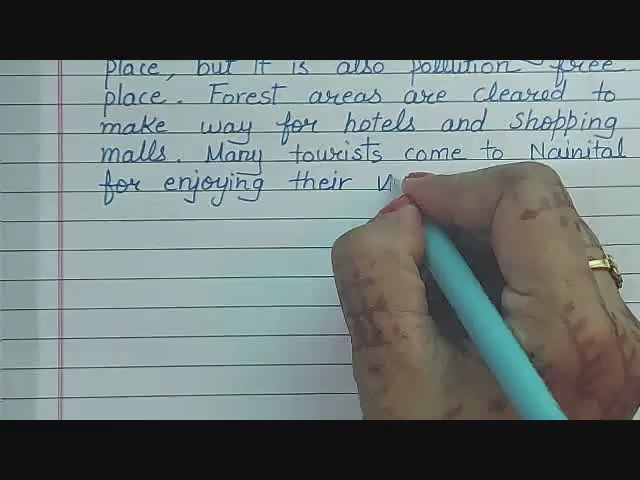 place, but it is also pollution free
place. Forest areas are cleared to
make way for hotels and shopping
malls. Many tourists come to Nainital
for enjoying their